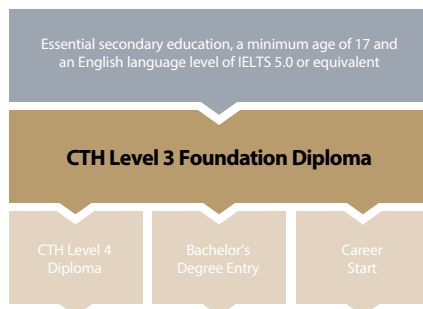 Essential secondary education, a minimum age of 17 and
an English language level of IELTS 5.0 or equivalent
CTH Level 3 Foundation Diploma
CTH Level 4
Diploma
Bachelor’s
Degree Entry
Career
Start